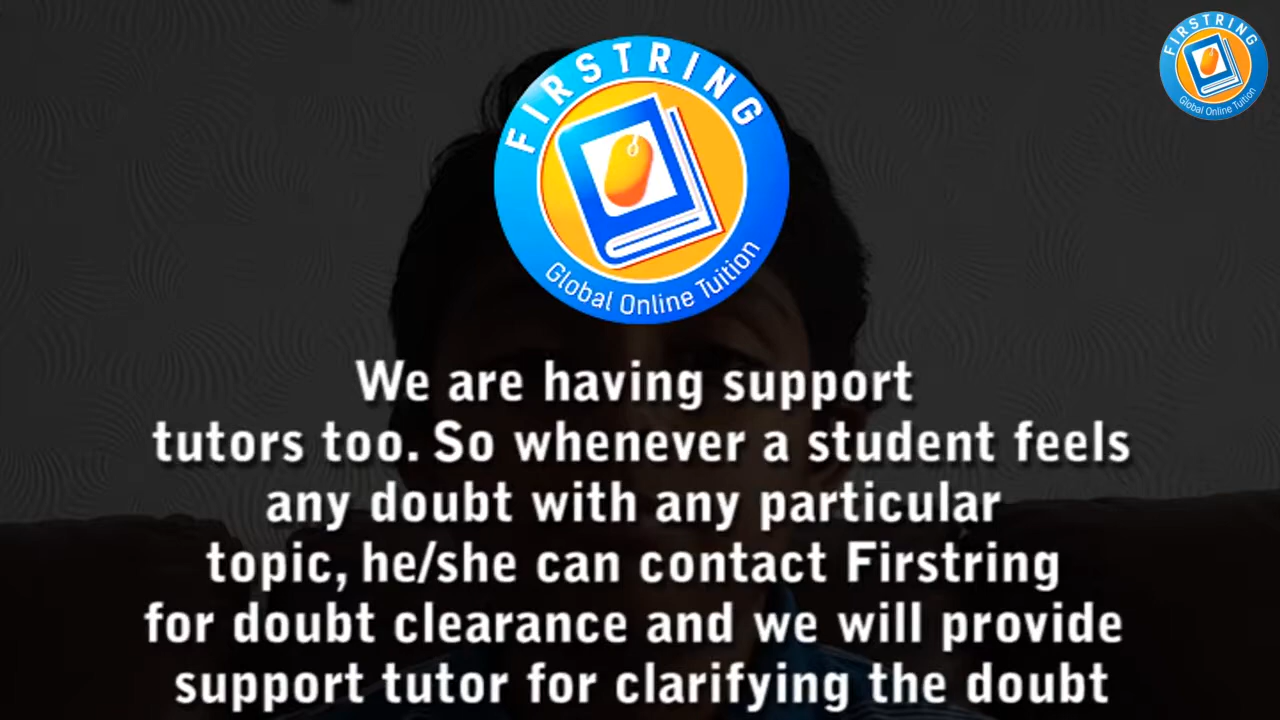 FIRSTRING
Global Online Tuition
FIRSTRING
Global Online Tuition
We are having support
tutors too. So whenever a student feels
any doubt with any particular
topic, he/she can contact Firstring
for doubt clearance and we will provide
support tutor for clarifying the doubt